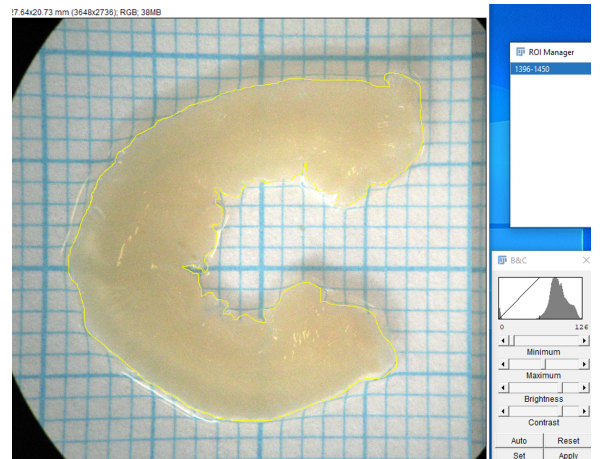 7.64x20.73 mm (3648x2736); RGB; 38MB
ROI Manager
1396-1450
B&C
0 126
Minimum
Maximum
Brightness
Contrast
Auto Reset
Set Apply